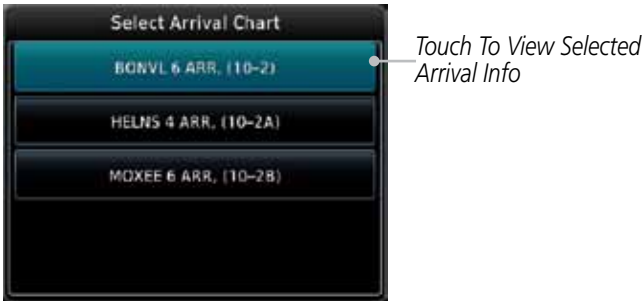 Select Arrival Chart
BONVL 6 ARR, (10-2)
Touch To View Selected
Arrival Info
HELNS 4 ARR, (10-2A)
MOXEE 6 ARR, (10-2B)